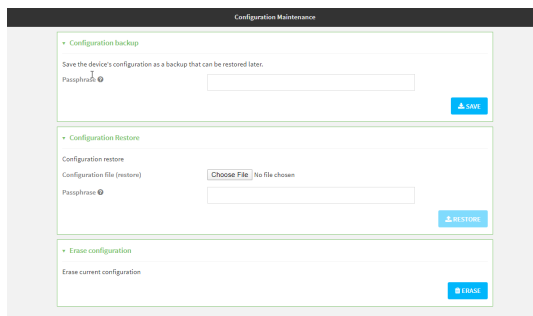 Configuration Maintenance
Configuration backup
Save the device's configuration as a backup that can be restored later.
Passphrase
SAVE
Configuration Restore
Configuration restore
Configuration file (restore) Choose File No file chosen
Passphrase
RESTORE
Erase configuration
Erase current configuration
ERASE